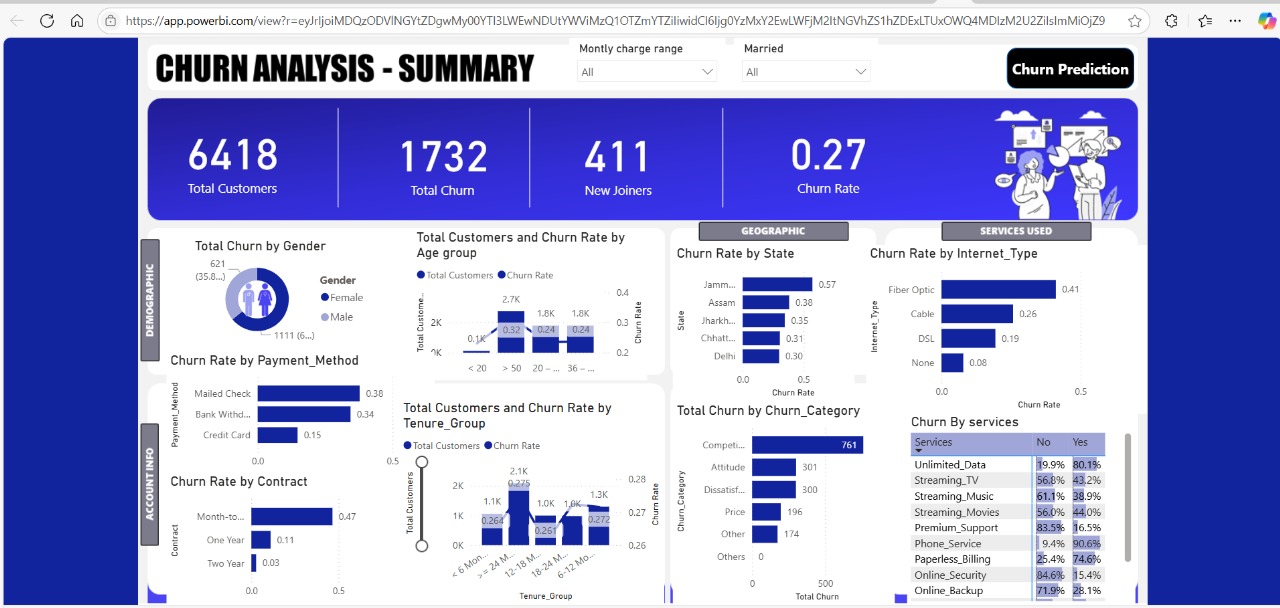 https://app.powerbi.com/view?r=eyJrIjoiMDQzODVlNGYtZDgwMy00YTI3LWEwNDUtYWViMzQ1OTZmYTZiIiwidCI6Ijg0YzMxY2EwLWFjM2ItNGVhZS1hZDExLTUxOWQ4MDIzM2U2ZiIsImMiOjZ9
CHURN ANALYSIS - SUMMARY
Montly charge range
All
Married
All
Churn Prediction
6418
Total Customers
1732
Total Churn
411
New Joiners
0.27
Churn Rate
DEMOGRAPHIC
Total Churn by Gender
621
(35.8...)
1111 (6...)
Gender
Female
Male
Total Customers and Churn Rate by
Age group
Total Customers Churn Rate
Total Custome..
2K
0K
0.1K
2.7K
1.8K
1.8K
0.32
0.24
0.24
0.4
0.3
0.2
Churn Rate
< 20
> 50
20 – ...
36 – ...
GEOGRAPHIC
Churn Rate by State
State
Jamm... 0.57
Assam 0.38
Jharkh... 0.35
Chhatt... 0.31
Delhi 0.30
0.0 0.5
Churn Rate
SERVICES USED
Churn Rate by Internet_Type
Internet_Type
Fiber Optic 0.41
Cable 0.26
DSL 0.19
None 0.08
0.0 0.5
Churn Rate
Churn Rate by Payment_Method
Payment_Method
Mailed Check 0.38
Bank Withd... 0.34
Credit Card 0.15
0.0 0.5
ACCOUNT INFO
Churn Rate by Contract
Contract
Month-to... 0.47
One Year 0.11
Two Year 0.03
0.0 0.5
Total Customers and Churn Rate by
Tenure_Group
Total Customers Churn Rate
Total Customers
2K
1K
0K
1.1K
2.1K
1.0K
1.0K
1.3K
0.264
0.275
0.261
0.272
0.28
0.27
0.26
Churn Rate
< 6 Mon...
>= 24 M...
12-18 M...
18-24 M...
6-12 Mo...
Tenure_Group
Total Churn by Churn_Category
Churn_Category
Competi... 761
Attitude 301
Dissatisf... 300
Price 196
Other 174
Others 0
0 500
Total Churn
Churn By services
Services No Yes
Unlimited_Data 19.9% 80.1%
Streaming_TV 56.8% 43.2%
Streaming_Music 61.1% 38.9%
Streaming_Movies 56.0% 44.0%
Premium_Support 83.5% 16.5%
Phone_Service 9.4% 90.6%
Paperless_Billing 25.4% 74.6%
Online_Security 84.6% 15.4%
Online_Backup 71.9% 28.1%